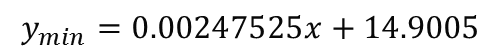 y_min = 0.00247525x + 14.9005